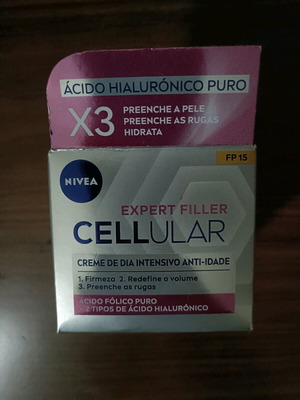 ÁCIDO HIALURÓNICO PURO
X3
PREENCHE A PELE
PREENCHE AS RUGAS
HIDRATA
FP 15
NIVEA
EXPERT FILLER
CELLULAR
CREME DE DIA INTENSIVO ANTI-IDADE
1. Firmeza 2. Redefine o volume
3. Preenche as rugas
ÁCIDO FÓLICO PURO
+ 2 TIPOS DE ÁCIDO HIALURÓNICO